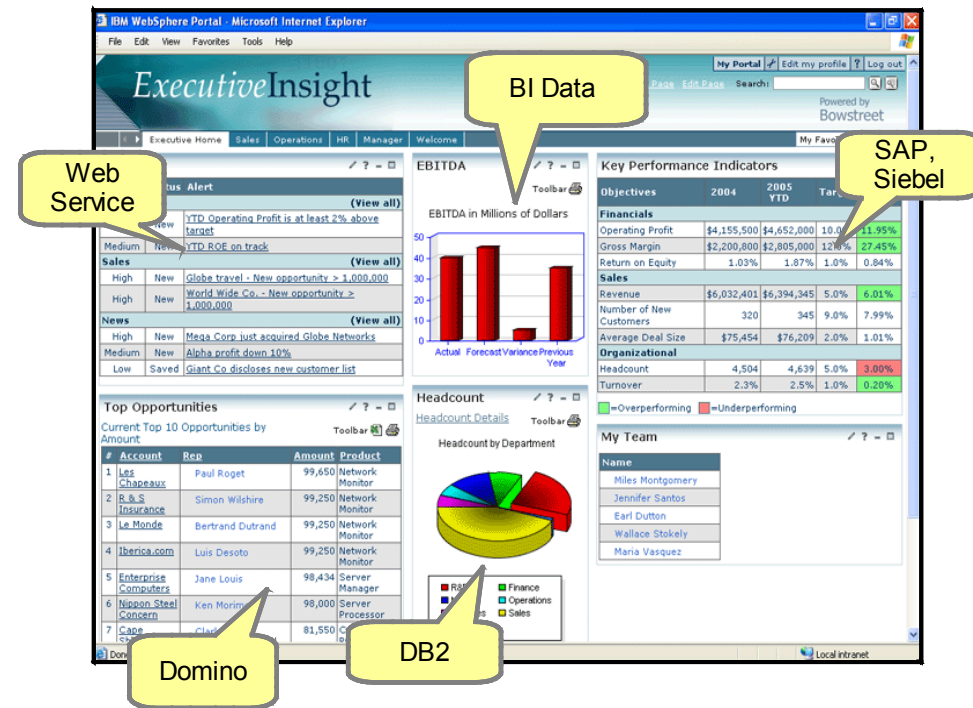 IBM WebSphere Portal - Microsoft Internet Explorer
File Edit View Favorites Tools Help
My Portal Edit my profile ? Log out
ExecutiveInsight
Page Edit Page Search:
Powered by
Bowstreet
Executive Home Sales Operations HR Manager Welcome
My
BI Data
Web
Service
SAP,
Siebel
Alert
(View all)
New YTD Operating Profit is at least 2% above
target
Medium New YTD ROE on track
Sales (View all)
High New Globe travel - New opportunity > 1,000,000
High New World Wide Co. - New opportunity >
1,000,000
News (View all)
High New Mega Corp just acquired Globe Networks
Medium New Alpha profit down 10%
Low Saved Giant Co discloses new customer list
EBITDA
Toolbar
EBITDA in Millions of Dollars
50
40
30
20
10
0
Actual Forecast Variance Previous
Year
Key Performance Indicators
Objectives 2004 2005
YTD
Financials
Operating Profit $4,155,500 $4,652,000 11.95%
Gross Margin $2,200,800 $2,805,000 27.45%
Return on Equity 1.03% 1.87% 1.0% 0.84%
Sales
Revenue $6,032,401 $6,394,345 5.0% 6.01%
Number of New
Customers 320 345 9.0% 7.99%
Average Deal Size $75,454 $76,209 2.0% 1.01%
Organizational
Headcount 4,504 4,639 5.0% 3.00%
Turnover 2.3% 2.5% 1.0% 0.20%
=Overperforming =Underperforming
Top Opportunities
Current Top 10 Opportunities by
Amount
Toolbar
# Account Rep Amount Product
1 Les
Chapeaux Paul Roget 99,650 Network
Monitor
2 R & S
Insurance Simon Wilshire 99,250 Network
Monitor
3 Le Monde Bertrand Dutrand 99,250 Network
Monitor
4 Iberica.com Luis Desoto 99,250 Network
Monitor
5 Enterprise
Computers Jane Louis 98,434 Server
Manager
6 Nippon Steel
Concern Ken 98,000 Server
Processor
7 Cape 81,550
Headcount
Headcount Details
Toolbar
Headcount by Department
Finance
Operations
Sales
My Team
Name
Miles Montgomery
Jennifer Santos
Earl Dutton
Wallace Stokely
Maria Vasquez
Domino
DB2
Local intranet